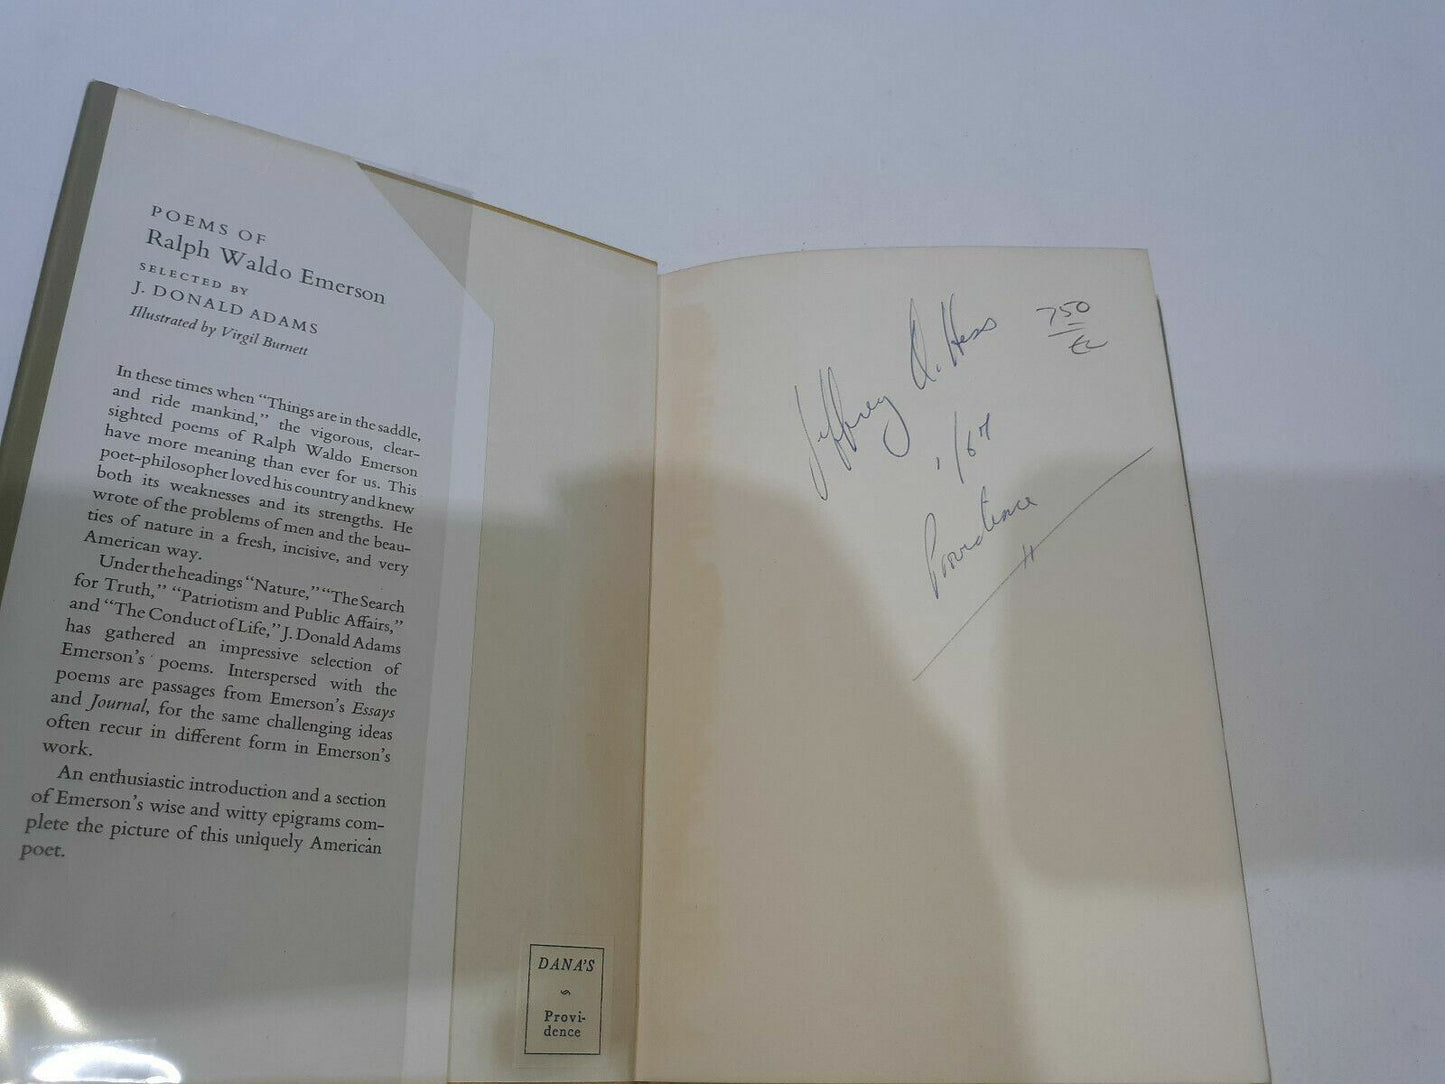 POEMS OF
Ralph Waldo Emerson
SELECTED BY
J. DONALD ADAMS
Illustrated by Virgil Burnett
In these times when “Things are in the saddle,
and ride mankind,” the vigorous, clear-
sighted poems of Ralph Waldo Emerson
have more meaning than ever for us. This
poet-philosopher loved his country and knew
both its weaknesses and its strengths. He
wrote of the problems of men and the beau-
ties of nature in a fresh, incisive, and very
American way.
Under the headings “Nature,” “The Search
for Truth,” “Patriotism and Public Affairs,”
and “The Conduct of Life,” J. Donald Adams
has gathered an impressive selection of
Emerson's poems. Interspersed with the
poems are passages from Emerson's Essays
and Journal, for the same challenging ideas
often recur in different form in Emerson's
work.
An enthusiastic introduction and a section
of Emerson's wise and witty epigrams com-
plete the picture of this uniquely American
poet.
DANA'S
Provi-
dence
Jeffrey A. Hess
1/67
Providence
750